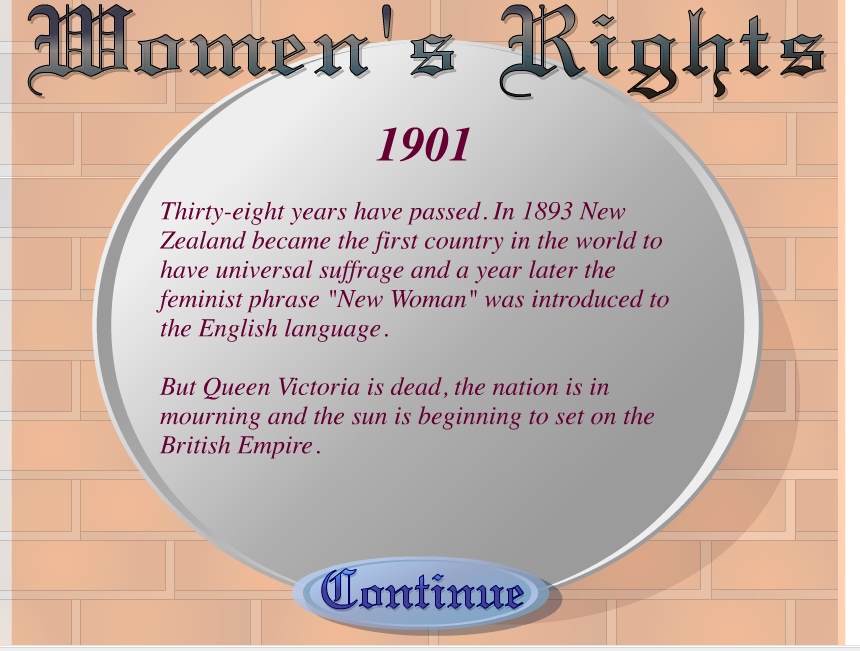 Women's Rights
1901
Thirty-eight years have passed. In 1893 New
Zealand became the first country in the world to
have universal suffrage and a year later the
feminist phrase "New Woman" was introduced to
the English language.
But Queen Victoria is dead, the nation is in
mourning and the sun is beginning to set on the
British Empire.
Continue